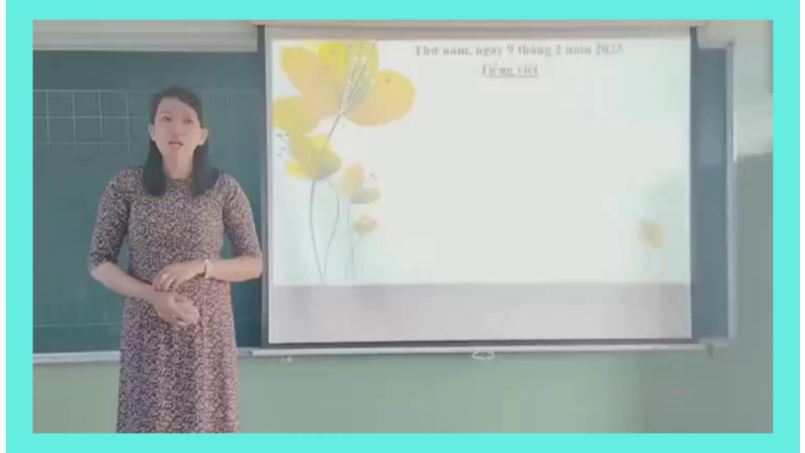 Thứ năm, ngày 9 tháng 2 năm 2023
Tiếng việt